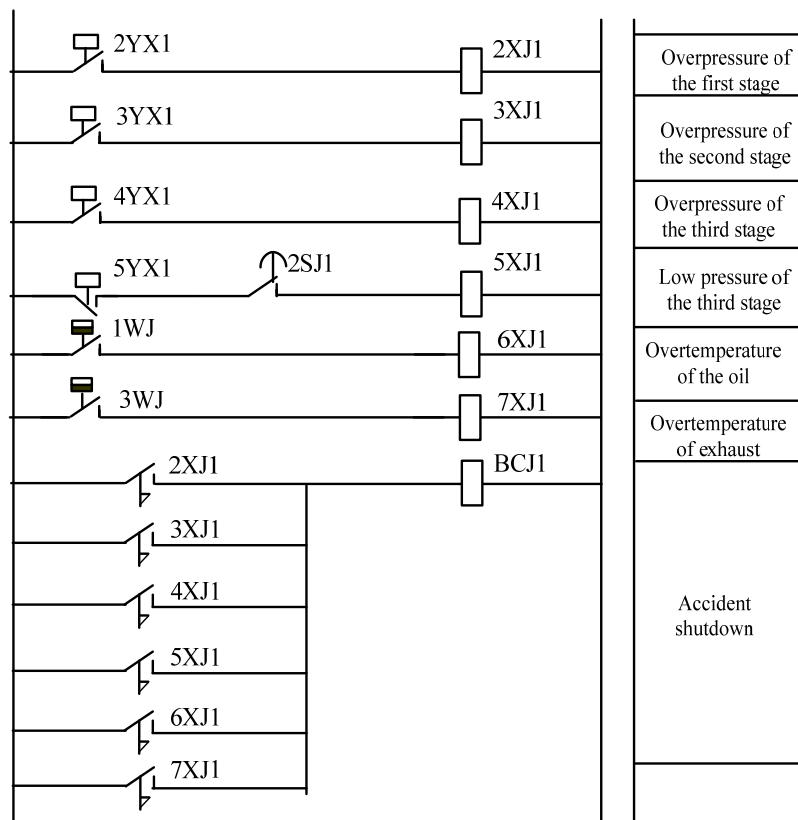 2YX1
2XJ1
Overpressure of
the first stage
3YX1
3XJ1
Overpressure of
the second stage
4YX1
4XJ1
Overpressure of
the third stage
5YX1
2SJ1
5XJ1
Low pressure of
the third stage
1WJ
6XJ1
Overtemperature
of the oil
3WJ
7XJ1
Overtemperature
of exhaust
2XJ1
BCJ1
3XJ1
4XJ1
Accident
shutdown
5XJ1
6XJ1
7XJ1